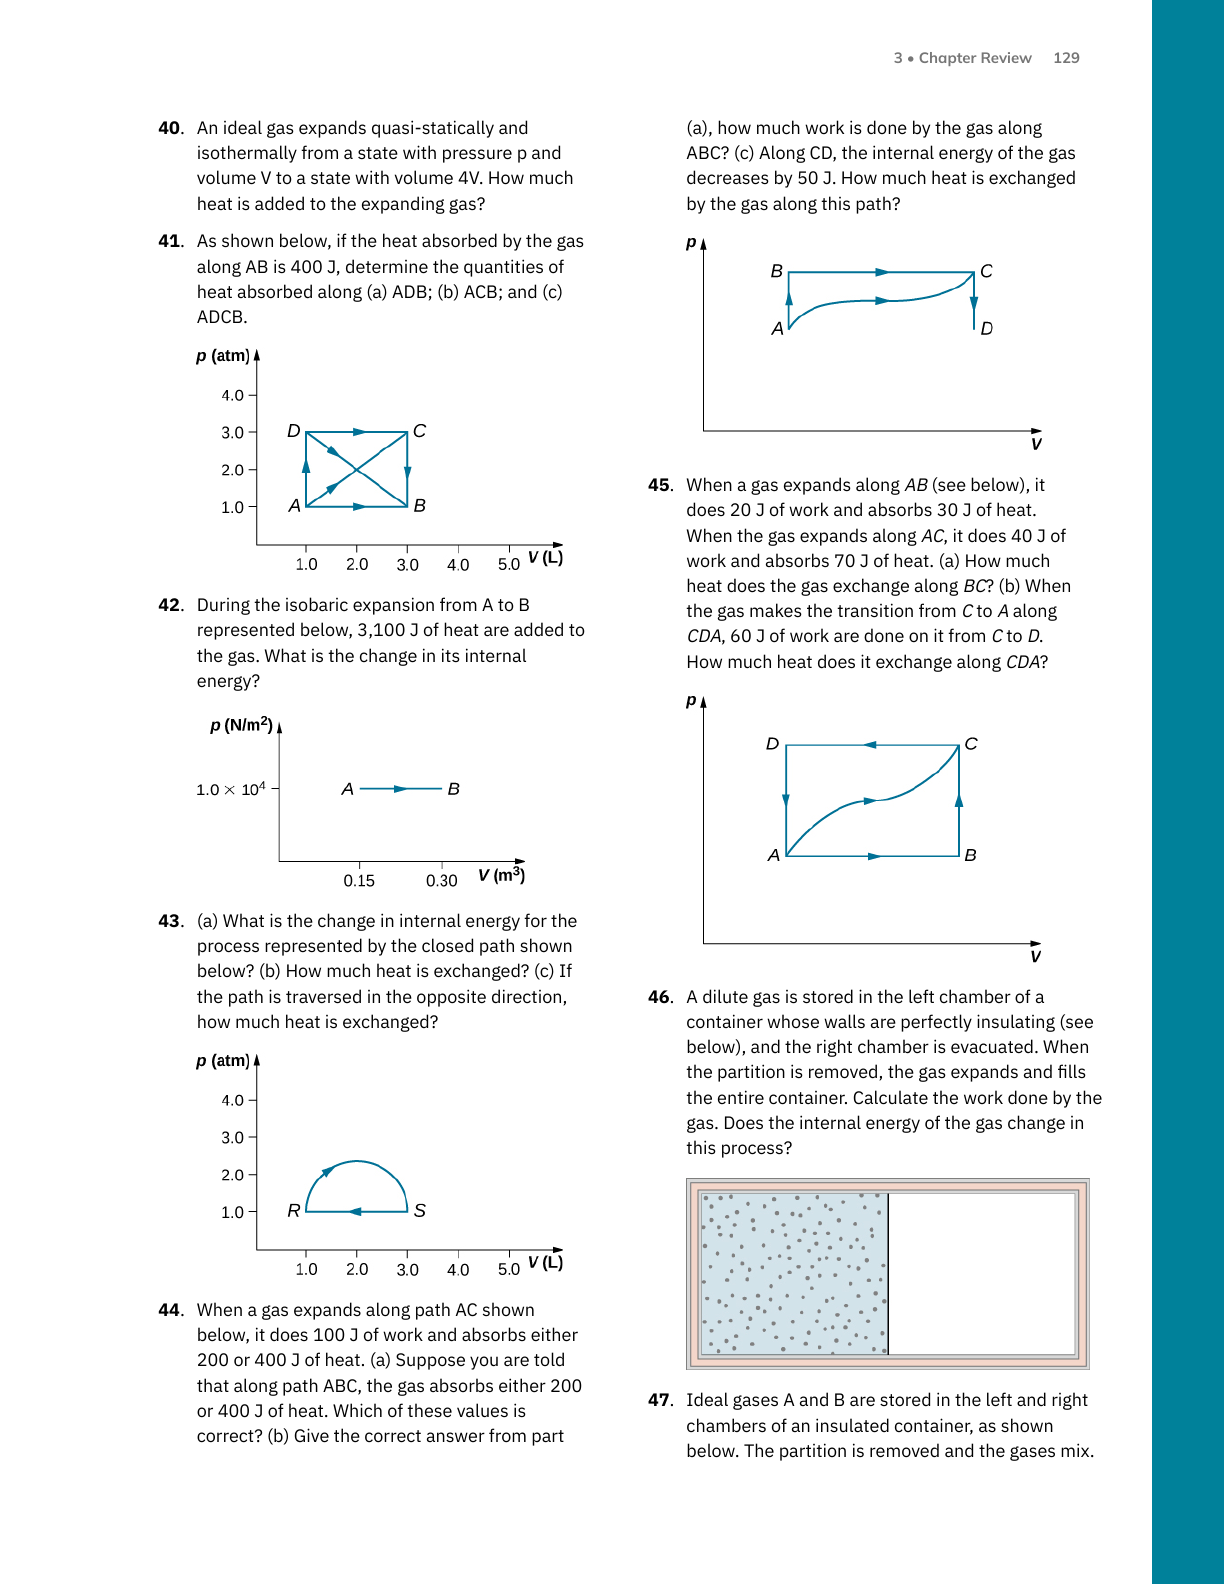 3 • Chapter Review 129
40. An ideal gas expands quasi-statically and
isothermally from a state with pressure p and
volume V to a state with volume 4V. How much
heat is added to the expanding gas?
41. As shown below, if the heat absorbed by the gas
along AB is 400 J, determine the quantities of
heat absorbed along (a) ADB; (b) ACB; and (c)
ADCB.
p (atm)
4.0
3.0
2.0
1.0
D
C
A
B
1.0 2.0 3.0 4.0 5.0 V (L)
42. During the isobaric expansion from A to B
represented below, 3,100 J of heat are added to
the gas. What is the change in its internal
energy?
p (N/m²)
1.0 × 10⁴
A
B
0.15 0.30 V (m³)
43. (a) What is the change in internal energy for the
process represented by the closed path shown
below? (b) How much heat is exchanged? (c) If
the path is traversed in the opposite direction,
how much heat is exchanged?
p (atm)
4.0
3.0
2.0
1.0
R
S
1.0 2.0 3.0 4.0 5.0 V (L)
44. When a gas expands along path AC shown
below, it does 100 J of work and absorbs either
200 or 400 J of heat. (a) Suppose you are told
that along path ABC, the gas absorbs either 200
or 400 J of heat. Which of these values is
correct? (b) Give the correct answer from part
(a), how much work is done by the gas along
ABC? (c) Along CD, the internal energy of the gas
decreases by 50 J. How much heat is exchanged
by the gas along this path?
p
B
C
A
D
V
45. When a gas expands along AB (see below), it
does 20 J of work and absorbs 30 J of heat.
When the gas expands along AC, it does 40 J of
work and absorbs 70 J of heat. (a) How much
heat does the gas exchange along BC? (b) When
the gas makes the transition from C to A along
CDA, 60 J of work are done on it from C to D.
How much heat does it exchange along CDA?
p
D
C
A
B
V
46. A dilute gas is stored in the left chamber of a
container whose walls are perfectly insulating (see
below), and the right chamber is evacuated. When
the partition is removed, the gas expands and fills
the entire container. Calculate the work done by the
gas. Does the internal energy of the gas change in
this process?
47. Ideal gases A and B are stored in the left and right
chambers of an insulated container, as shown
below. The partition is removed and the gases mix.